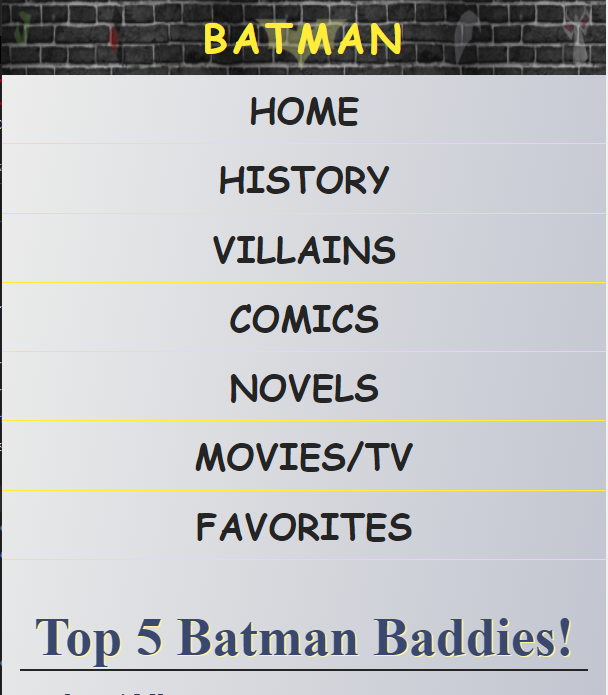 BATMAN
HOME
HISTORY
VILLAINS
COMICS
NOVELS
MOVIES/TV
FAVORITES
Top 5 Batman Baddies!